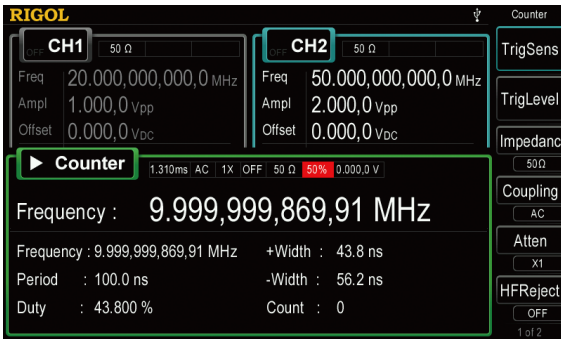 RIGOL
Counter
OFF CH1 50 Ω
Freq 20.000,000,000,0 MHz
Ampl 1.000,0 Vpp
Offset 0.000,0 VDC
OFF CH2 50 Ω
Freq 50.000,000,000,0 MHz
Ampl 2.000,0 Vpp
Offset 0.000,0 VDC
Counter 1.310ms AC 1X OFF 50 Ω 50% 0.000,0 V
Frequency : 9.999,999,869,91 MHz
Frequency : 9.999,999,869,91 MHz
Period : 100.0 ns
Duty : 43.800 %
+Width : 43.8 ns
-Width : 56.2 ns
Count : 0
TrigSens
TrigLevel
Impedanc
50Ω
Coupling
AC
Atten
X1
HFReject
OFF
1 of 2